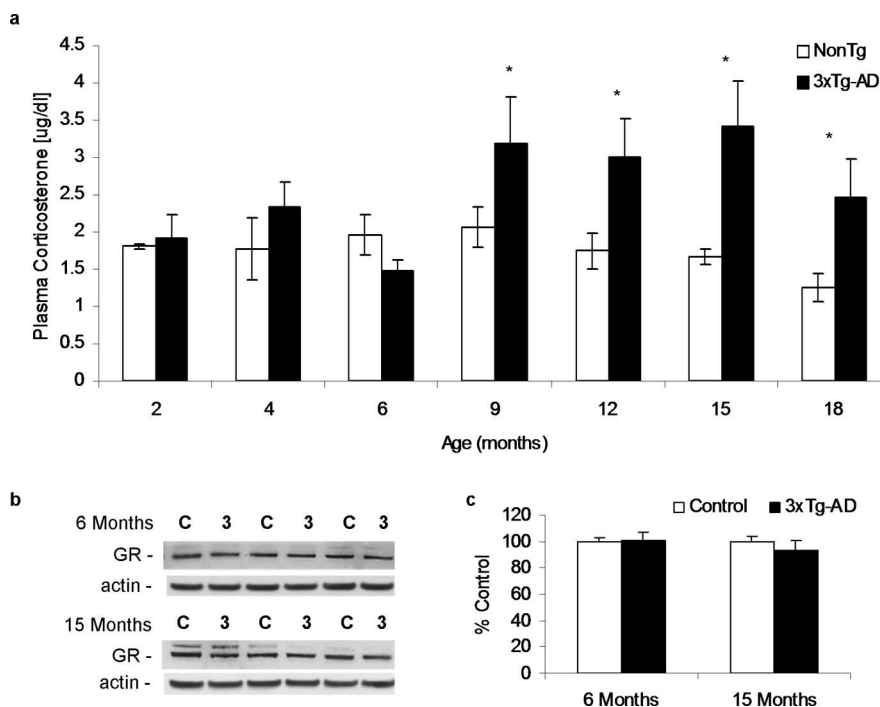 a
Plasma Corticosterone [ug/dl]
4.5
4
3.5
3
2.5
2
1.5
1
0.5
0
NonTg
3xTg-AD
* * * *
2 4 6 9 12 15 18
Age (months)
b
6 Months C 3 C 3 C 3
GR -
actin -
15 Months C 3 C 3 C 3
GR -
actin -
c
Control 3xTg-AD
% Control
120
100
80
60
40
20
0
6 Months 15 Months